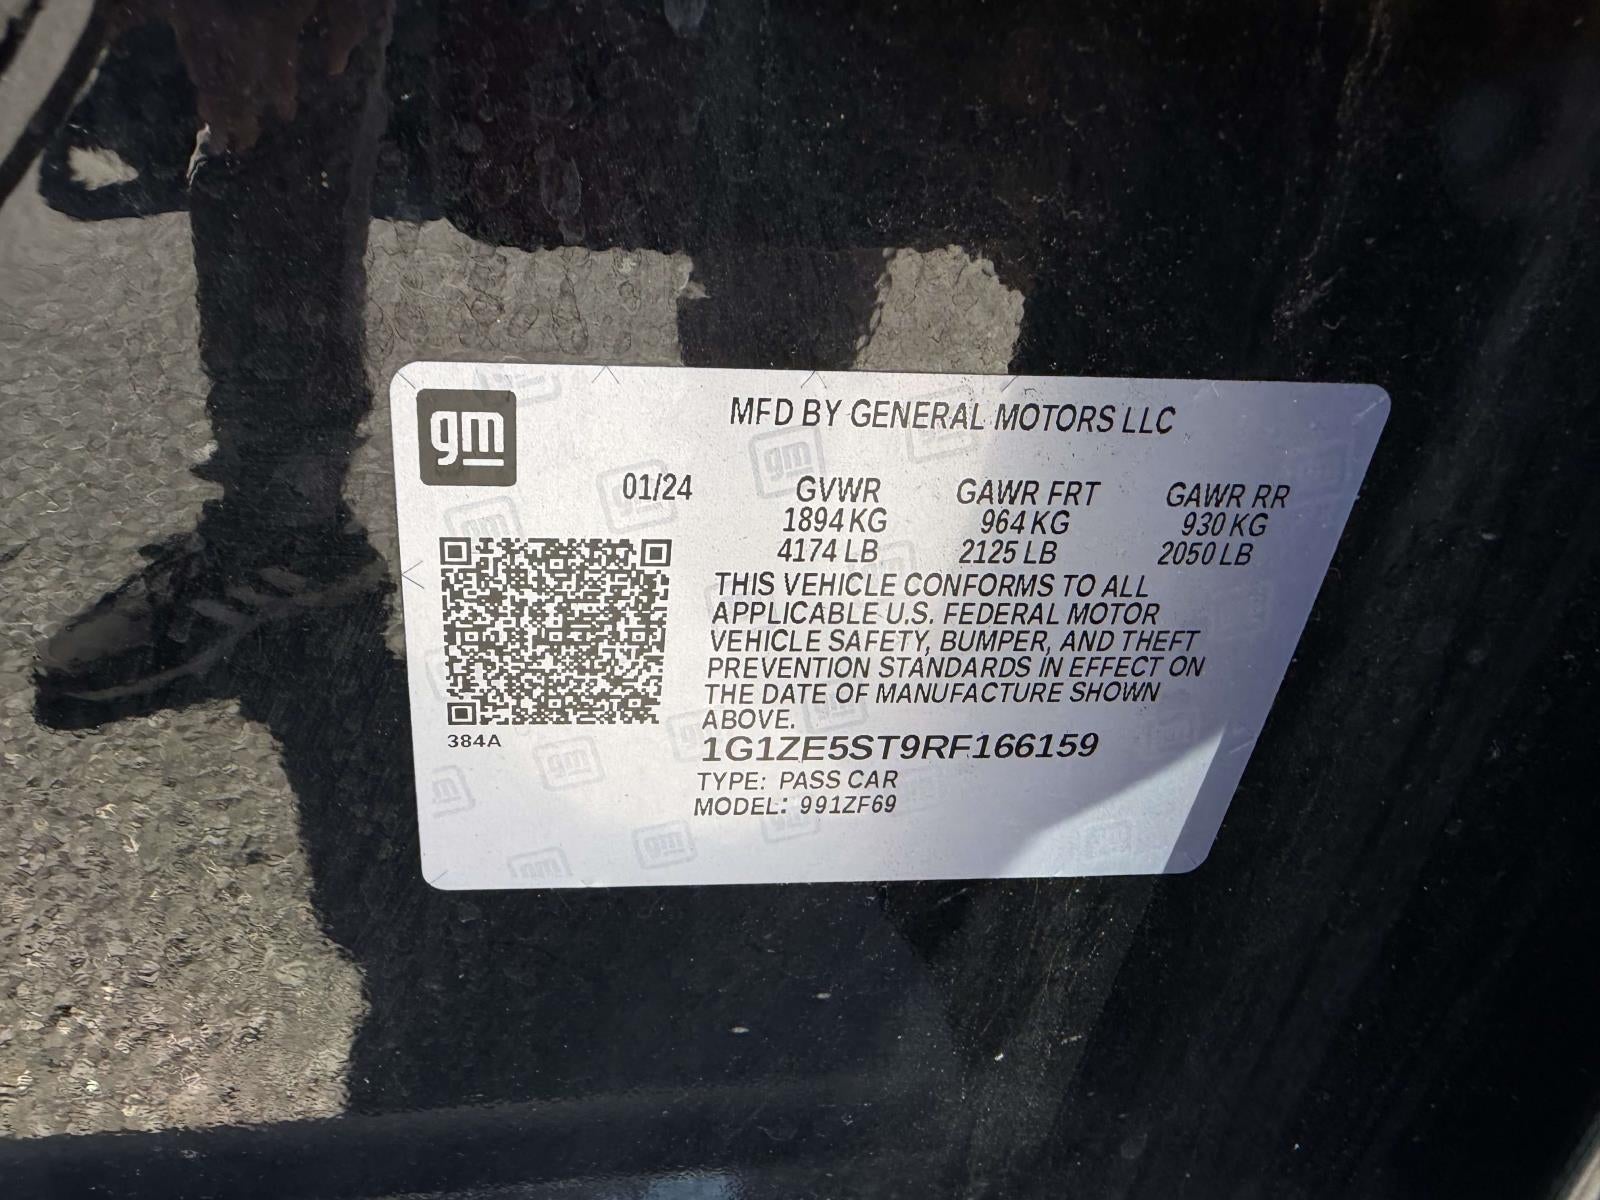 gm
MFD BY GENERAL MOTORS LLC
01/24 GVWR GAWR FRT GAWR RR
1894 KG 964 KG 930 KG
4174 LB 2125 LB 2050 LB
THIS VEHICLE CONFORMS TO ALL
APPLICABLE U.S. FEDERAL MOTOR
VEHICLE SAFETY, BUMPER, AND THEFT
PREVENTION STANDARDS IN EFFECT ON
THE DATE OF MANUFACTURE SHOWN
ABOVE.
384A
1G1ZE5ST9RF166159
TYPE: PASS CAR
MODEL: 991ZF69